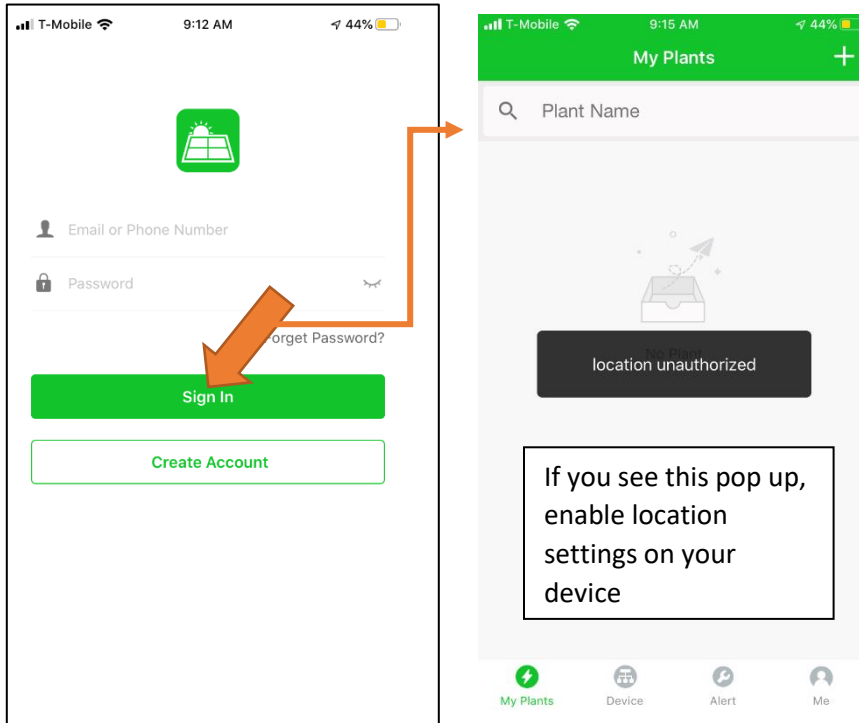 T-Mobile 9:12 AM 44%
Email or Phone Number
Password
Forget Password?
Sign In
Create Account
T-Mobile 9:15 AM 44%
My Plants +
Plant Name
No Plant
location unauthorized
If you see this pop up,
enable location
settings on your
device
My Plants Device Alert Me